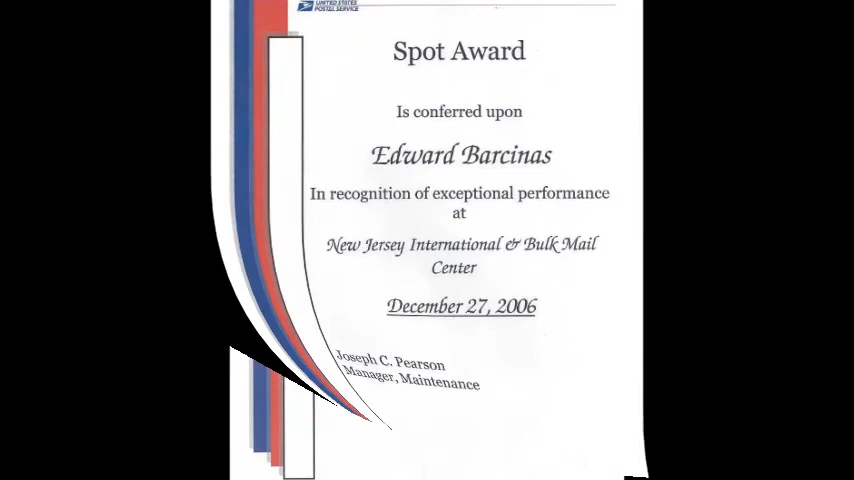 UNITED STATES
POSTAL SERVICE
Spot Award
Is conferred upon
Edward Barcinas
In recognition of exceptional performance
at
New Jersey International & Bulk Mail
Center
December 27, 2006
Joseph C. Pearson
Manager, Maintenance